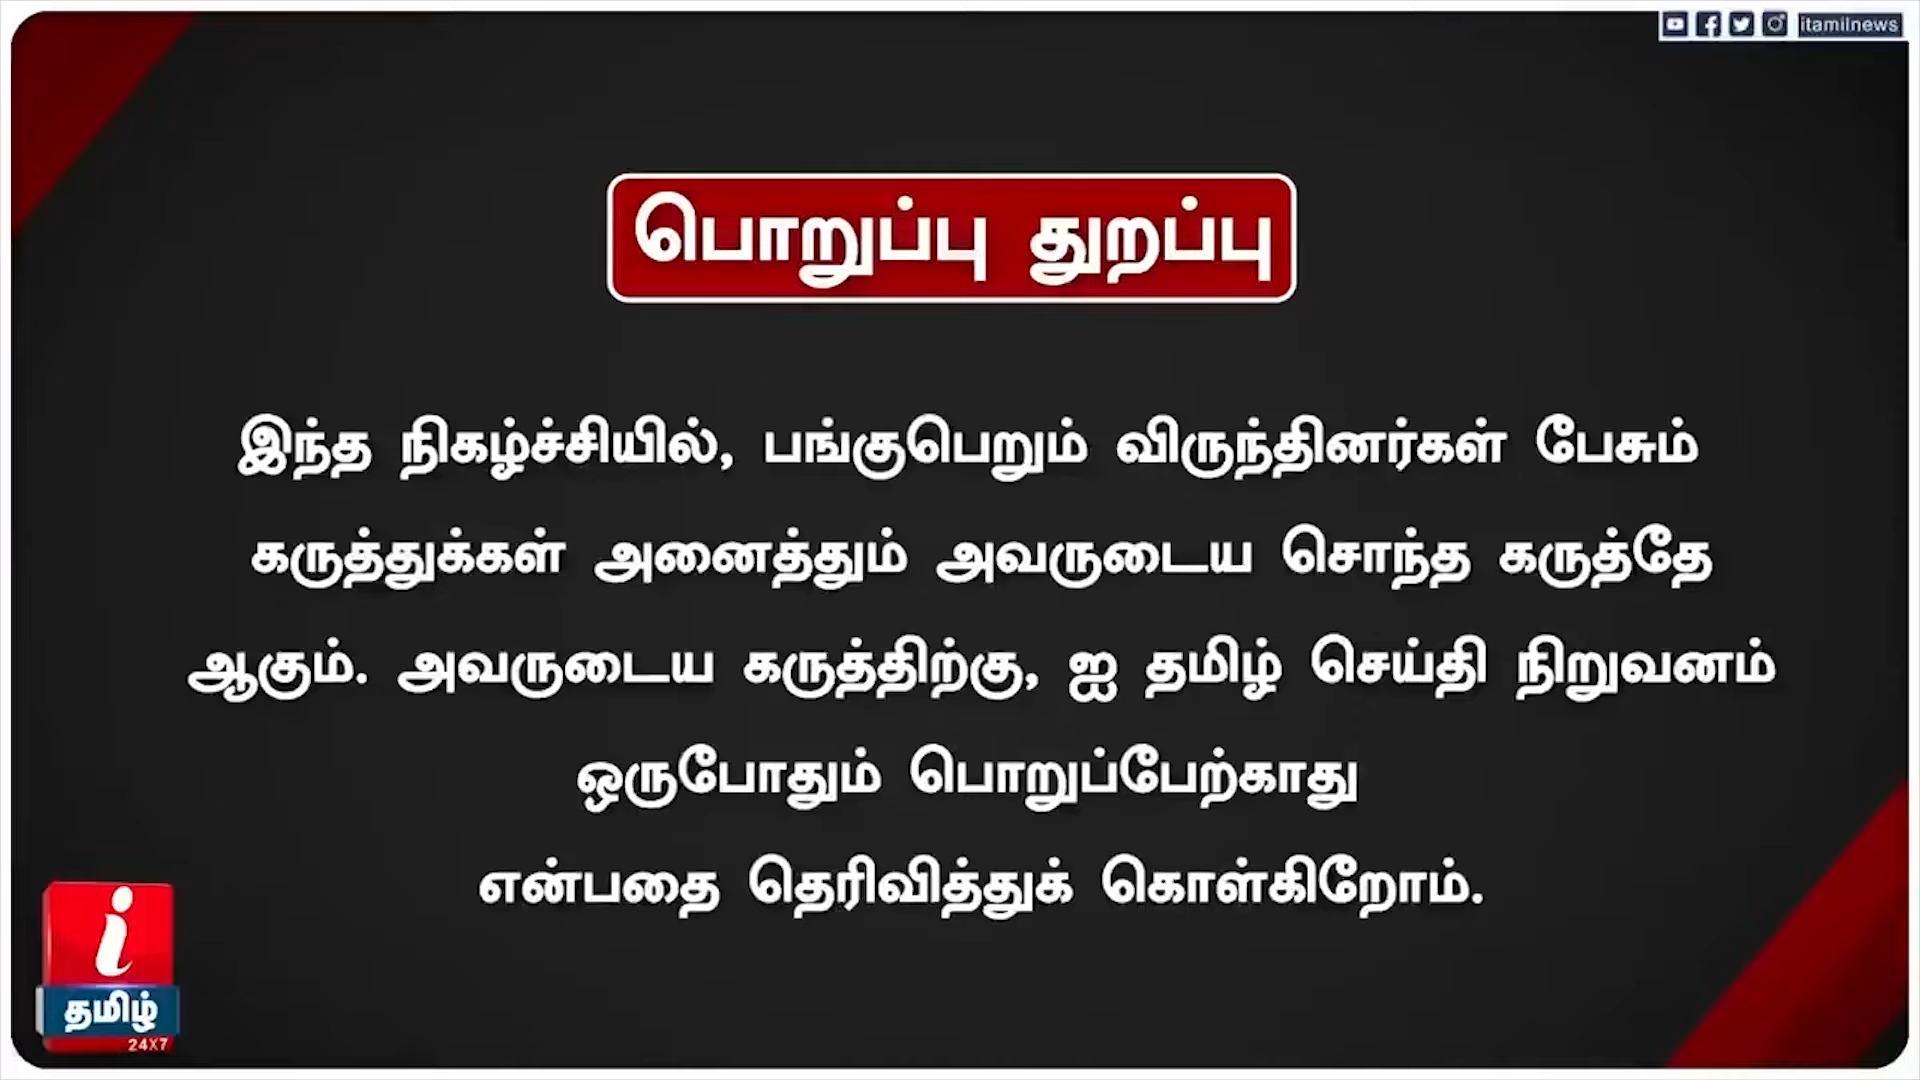 itamilnews
பொறுப்பு துறப்பு
இந்த நிகழ்ச்சியில், பங்குபெறும் விருந்தினர்கள் பேசும்
கருத்துக்கள் அனைத்தும் அவருடைய சொந்த கருத்தே
ஆகும். அவருடைய கருத்திற்கு, ஐ தமிழ் செய்தி நிறுவனம்
ஒருபோதும் பொறுப்பேற்காது
என்பதை தெரிவித்துக் கொள்கிறோம்.
i
தமிழ்
24X7